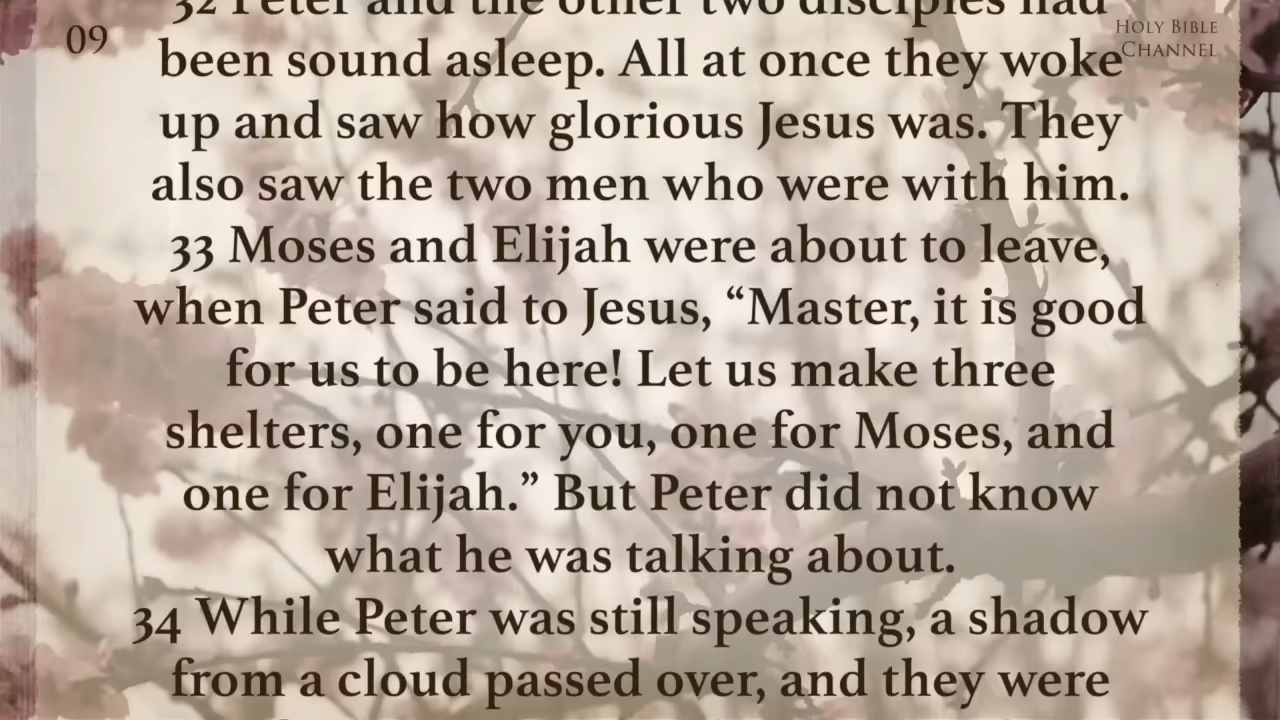 32 Peter and the other two disciples had
09
HOLY BIBLE
CHANNEL
been sound asleep. All at once they woke
up and saw how glorious Jesus was. They
also saw the two men who were with him.
33 Moses and Elijah were about to leave,
when Peter said to Jesus, “Master, it is good
for us to be here! Let us make three
shelters, one for you, one for Moses, and
one for Elijah.” But Peter did not know
what he was talking about.
34 While Peter was still speaking, a shadow
from a cloud passed over, and they were